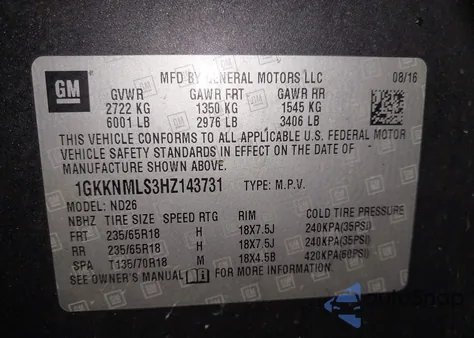 MFD BY GENERAL MOTORS LLC 08/16
GM
GVWR GAWR FRT GAWR RR
2722 KG 1350 KG 1545 KG
6001 LB 2976 LB 3406 LB
THIS VEHICLE CONFORMS TO ALL APPLICABLE U.S. FEDERAL MOTOR
VEHICLE SAFETY STANDARDS IN EFFECT ON THE DATE OF
MANUFACTURE SHOWN ABOVE.
1GKKNMLS3HZ143731 TYPE: M.P.V.
MODEL: ND26
NBHZ TIRE SIZE SPEED RTG RIM COLD TIRE PRESSURE
FRT 235/65R18 H 18X7.5J 240KPA(35PSI)
RR 235/65R18 H 18X7.5J 240KPA(35PSI)
SPA T135/70R18 M 18X4.5B 420KPA(60PSI)
SEE OWNER'S MANUAL FOR MORE INFORMATION.